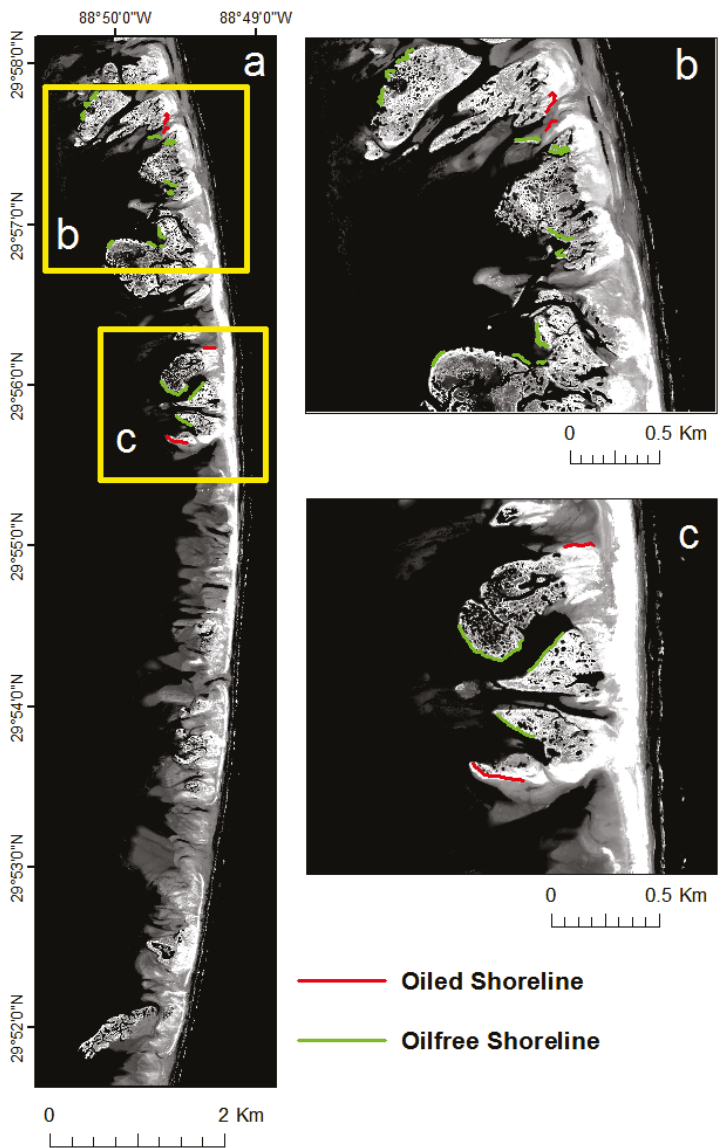 88°50'0"W 88°49'0"W
29°58'0"N
29°57'0"N
29°56'0"N
29°55'0"N
29°54'0"N
29°53'0"N
29°52'0"N
a
b
c
0 2 Km
b
0 0.5 Km
c
0 0.5 Km
Oiled Shoreline
Oilfree Shoreline